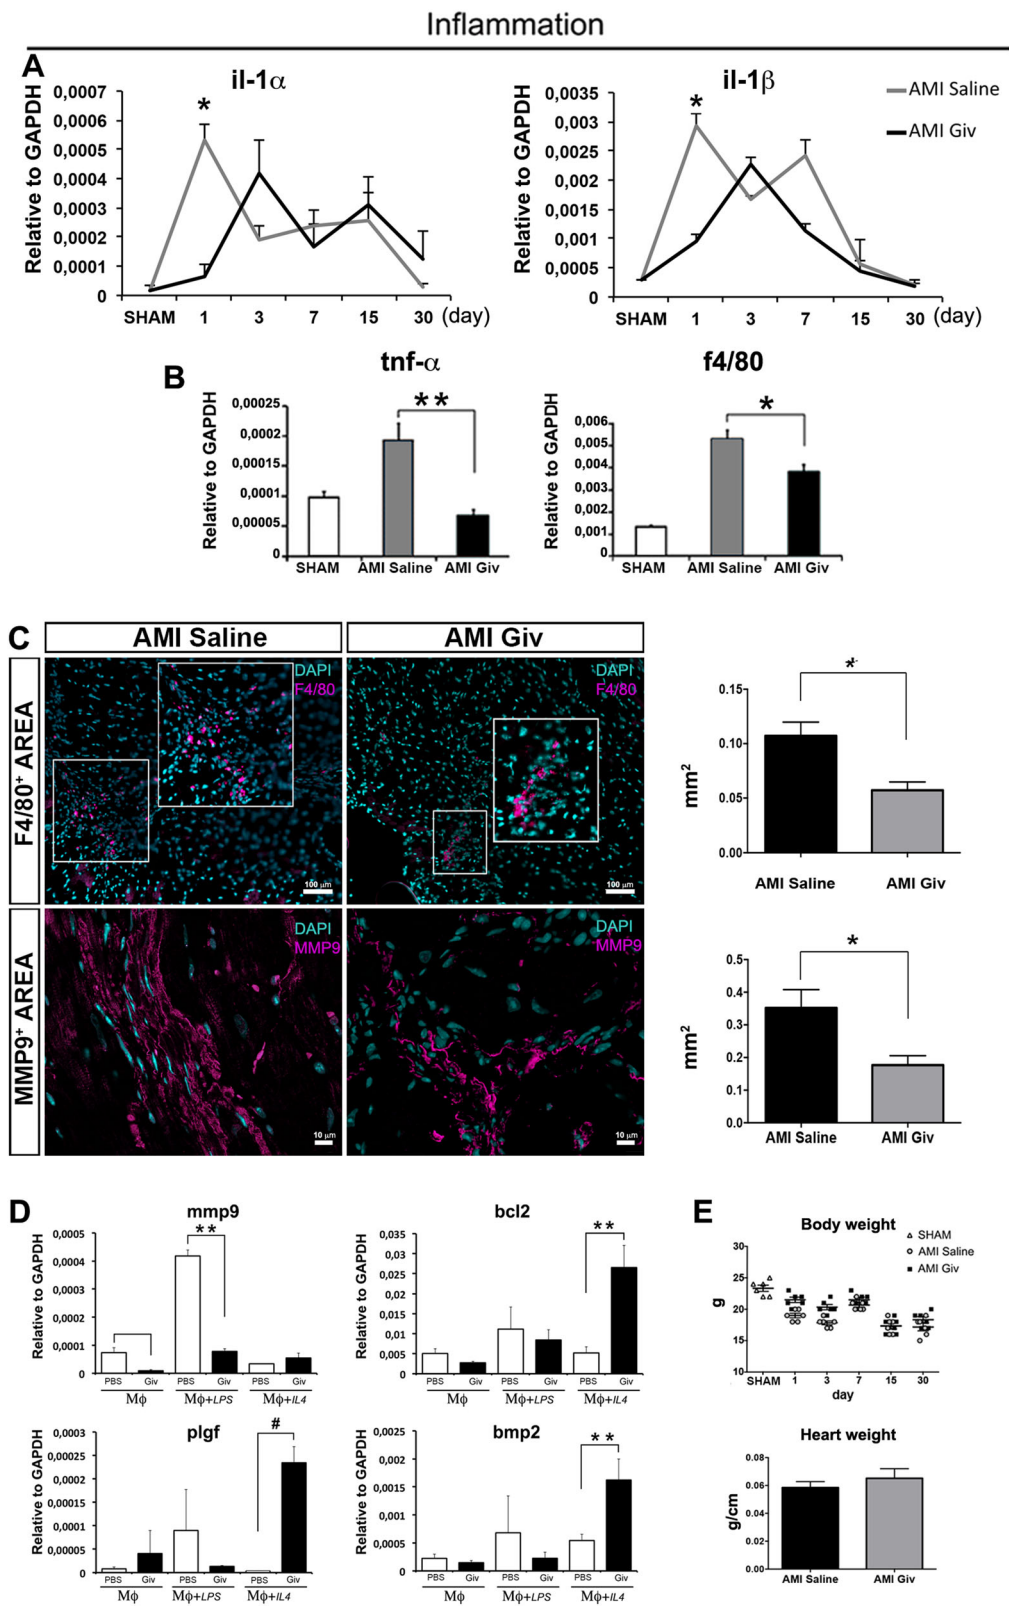 Inflammation
A
il-1α
Relative to GAPDH
0,0007
0,0006
0,0005
0,0004
0,0003
0,0002
0,0001
0
*
SHAM 1 3 7 15 30 (day)
il-1β
Relative to GAPDH
0,0035
0,003
0,0025
0,002
0,0015
0,001
0,0005
0
*
SHAM 1 3 7 15 30 (day)
AMI Saline
AMI Giv
B
tnf-α
Relative to GAPDH
0,00025
0,0002
0,00015
0,0001
0,00005
0
**
SHAM AMI Saline AMI Giv
f4/80
Relative to GAPDH
0,006
0,005
0,004
0,002
0,001
0
*
SHAM AMI Saline AMI Giv
C
AMI Saline
AMI Giv
F4/80+ AREA
DAPI
F4/80
100 μm
DAPI
F4/80
100 μm
mm2
0.15
0.10
0.05
0.00
*
AMI Saline AMI Giv
MMP9+ AREA
DAPI
MMP9
10 μm
DAPI
MMP9
10 μm
mm2
0.5
0.4
0.3
0.2
0.1
0.0
*
AMI Saline AMI Giv
D
mmp9
Relative to GAPDH
0,0005
0,0004
0,0003
0,0002
0,0001
0
**
PBS Giv PBS Giv PBS Giv
Mϕ Mϕ+LPS Mϕ+IL4
bcl2
Relative to GAPDH
0,035
0,03
0,025
0,02
0,015
0,01
0,005
0
**
PBS Giv PBS Giv PBS Giv
Mϕ Mϕ+LPS Mϕ+IL4
plgf
Relative to GAPDH
0,0003
0,00025
0,0002
0,00015
0,0001
0,00005
0
#
PBS Giv PBS Giv PBS Giv
Mϕ Mϕ+LPS Mϕ+IL4
bmp2
Relative to GAPDH
0,0025
0,002
0,0015
0,001
0,0005
0
**
PBS Giv PBS Giv PBS Giv
Mϕ Mϕ+LPS Mϕ+IL4
E
Body weight
SHAM
AMI Saline
AMI Giv
g
30
25
20
15
10
SHAM 1 3 7 15 30
day
Heart weight
g/cm
0.08
0.06
0.04
0.02
0.00
AMI Saline AMI Giv